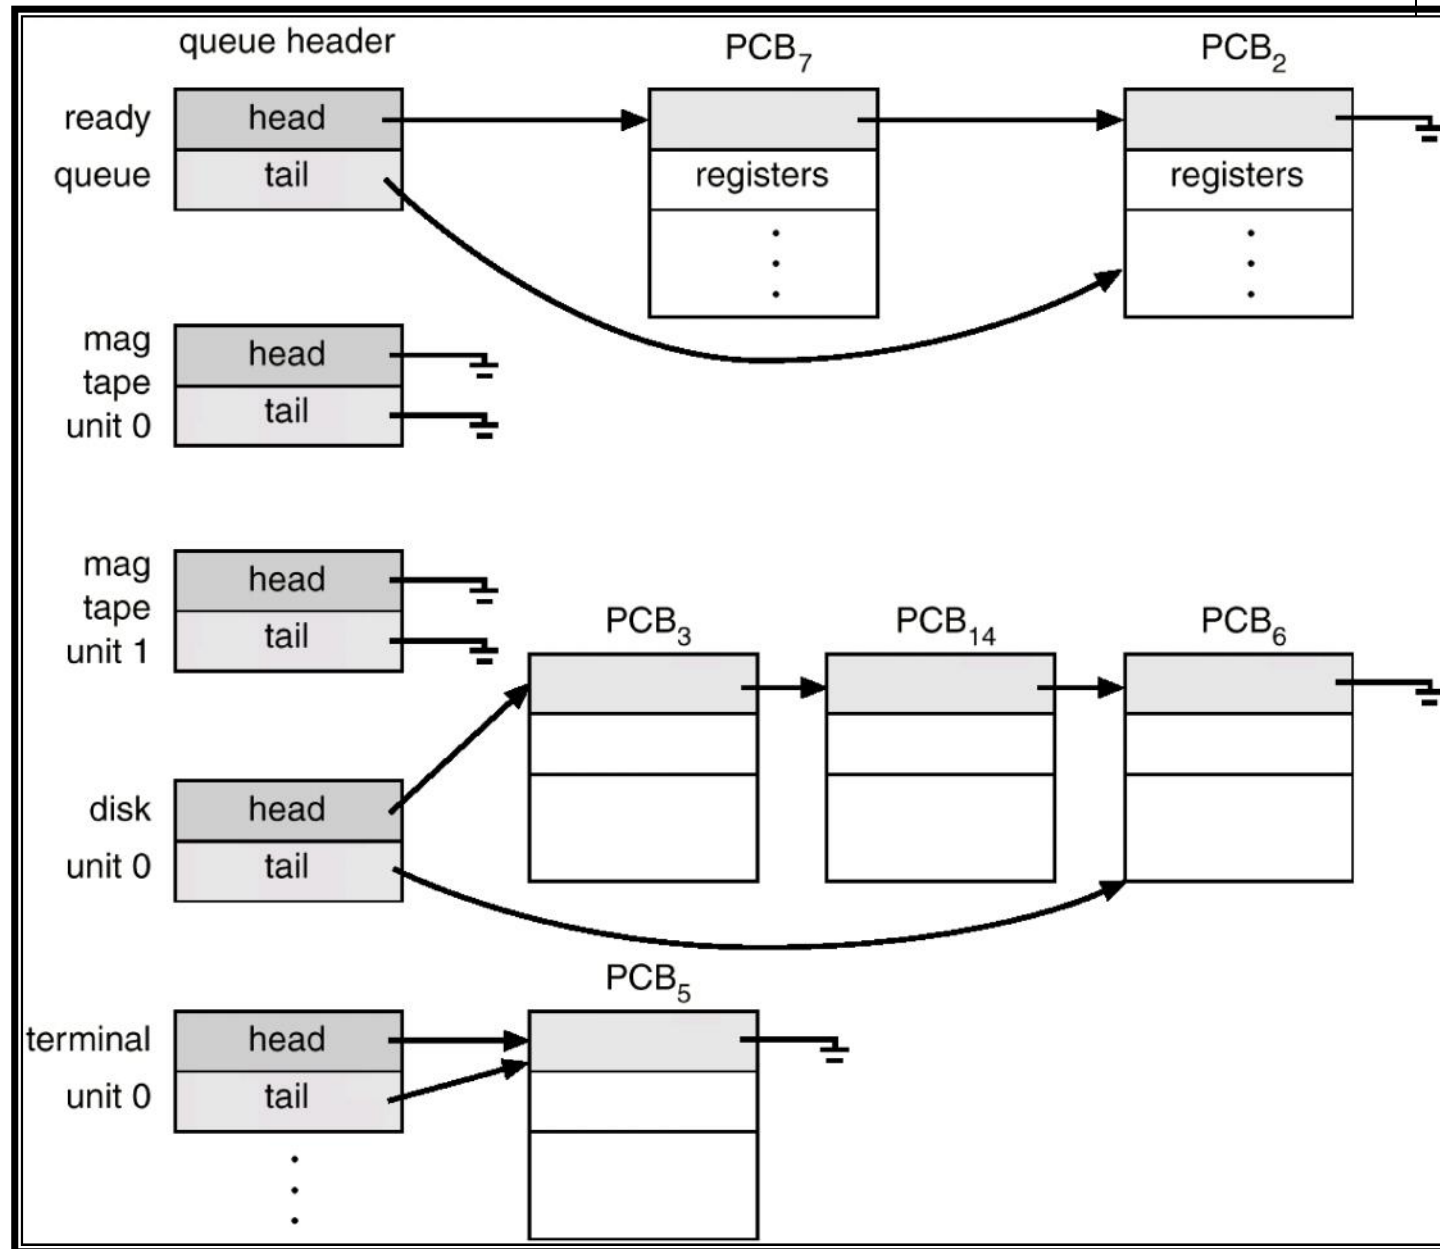 queue header
PCB₇
PCB₂
ready
queue
head
tail
registers
registers
mag
tape
unit 0
head
tail
mag
tape
unit 1
head
tail
PCB₃
PCB₁₄
PCB₆
disk
unit 0
head
tail
PCB₅
terminal
unit 0
head
tail